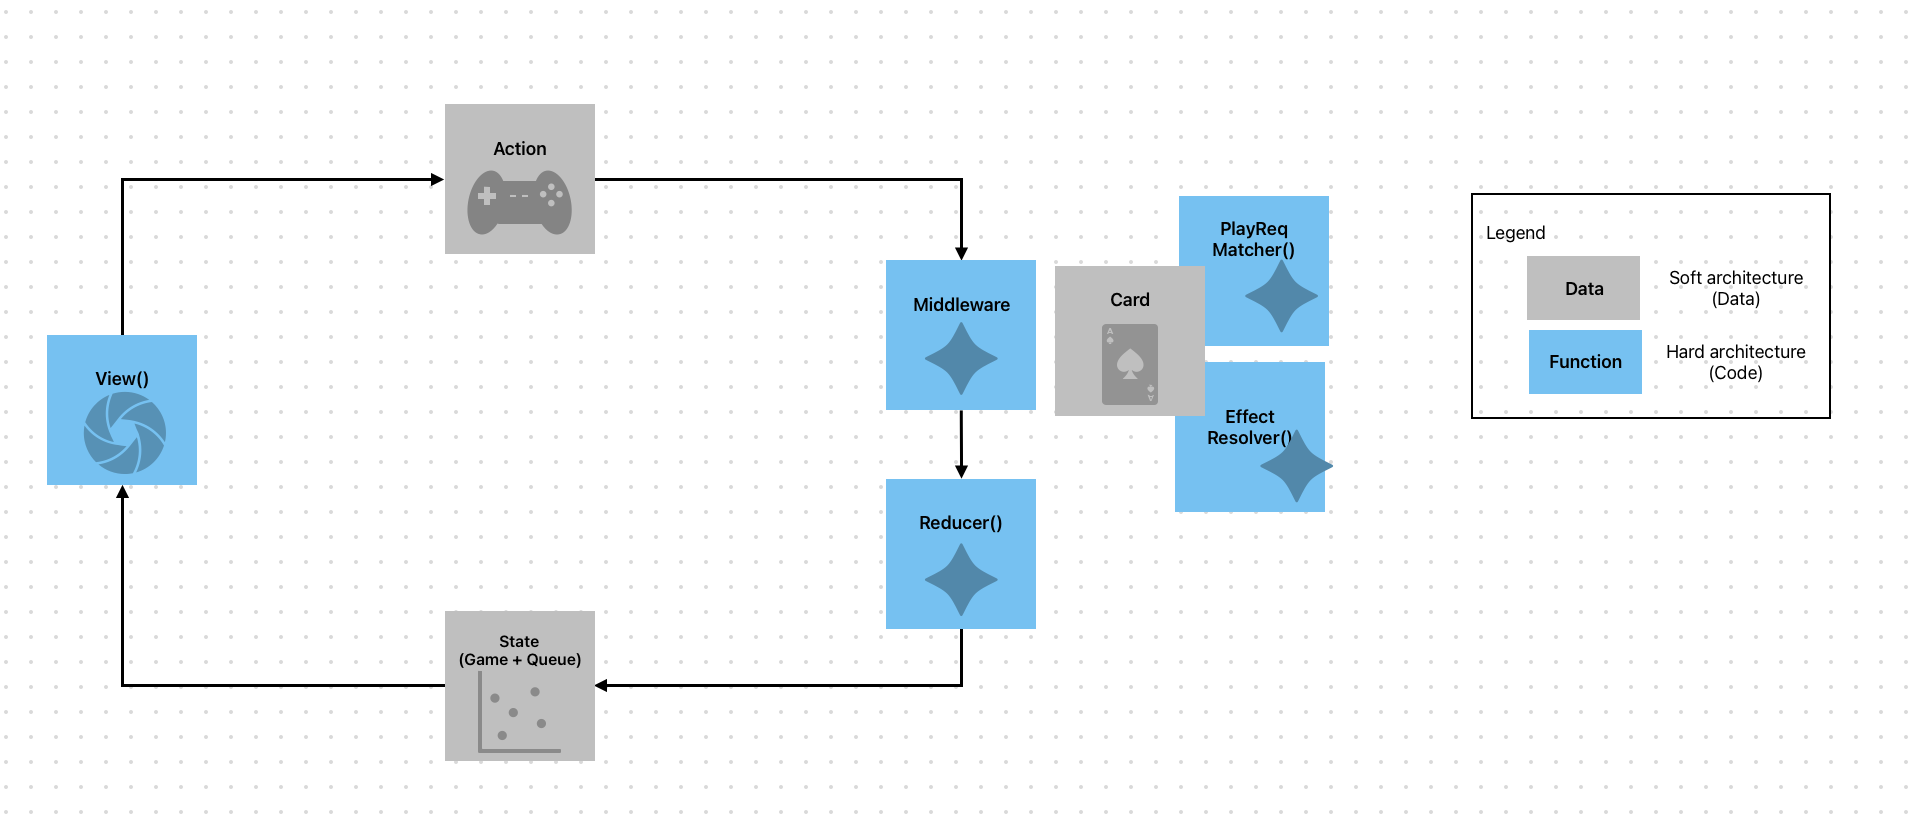 Action
PlayReq
Matcher()
Legend
Data
Soft architecture
(Data)
Middleware
Card
A
A
Function
Hard architecture
(Code)
View()
Effect
Resolver()
Reducer()
State
(Game + Queue)